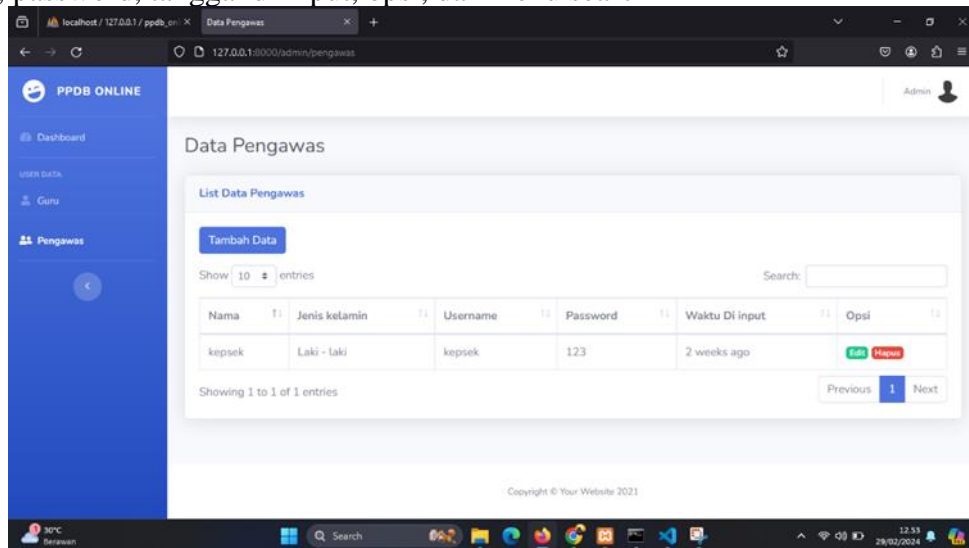 localhost / 127.0.0.1 / ppdb_onl
Data Pengawas
127.0.0.1:8000/admin/pengawas
PPDB ONLINE
Admin
Dashboard
Data Pengawas
USER DATA
Guru
List Data Pengawas
Pengawas
Tambah Data
Show 10 entries
Search:
Nama Jenis kelamin Username Password Waktu Di input Opsi
kepsek Laki - laki kepsek 123 2 weeks ago Edit Hapus
Showing 1 to 1 of 1 entries
Previous 1 Next
Copyright © Your Website 2021
30°C
Berawan
Search
12.53
29/02/2024